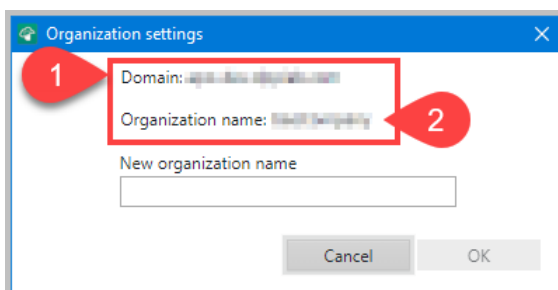 Organization settings
1
Domain:
Organization name:
2
New organization name
Cancel OK